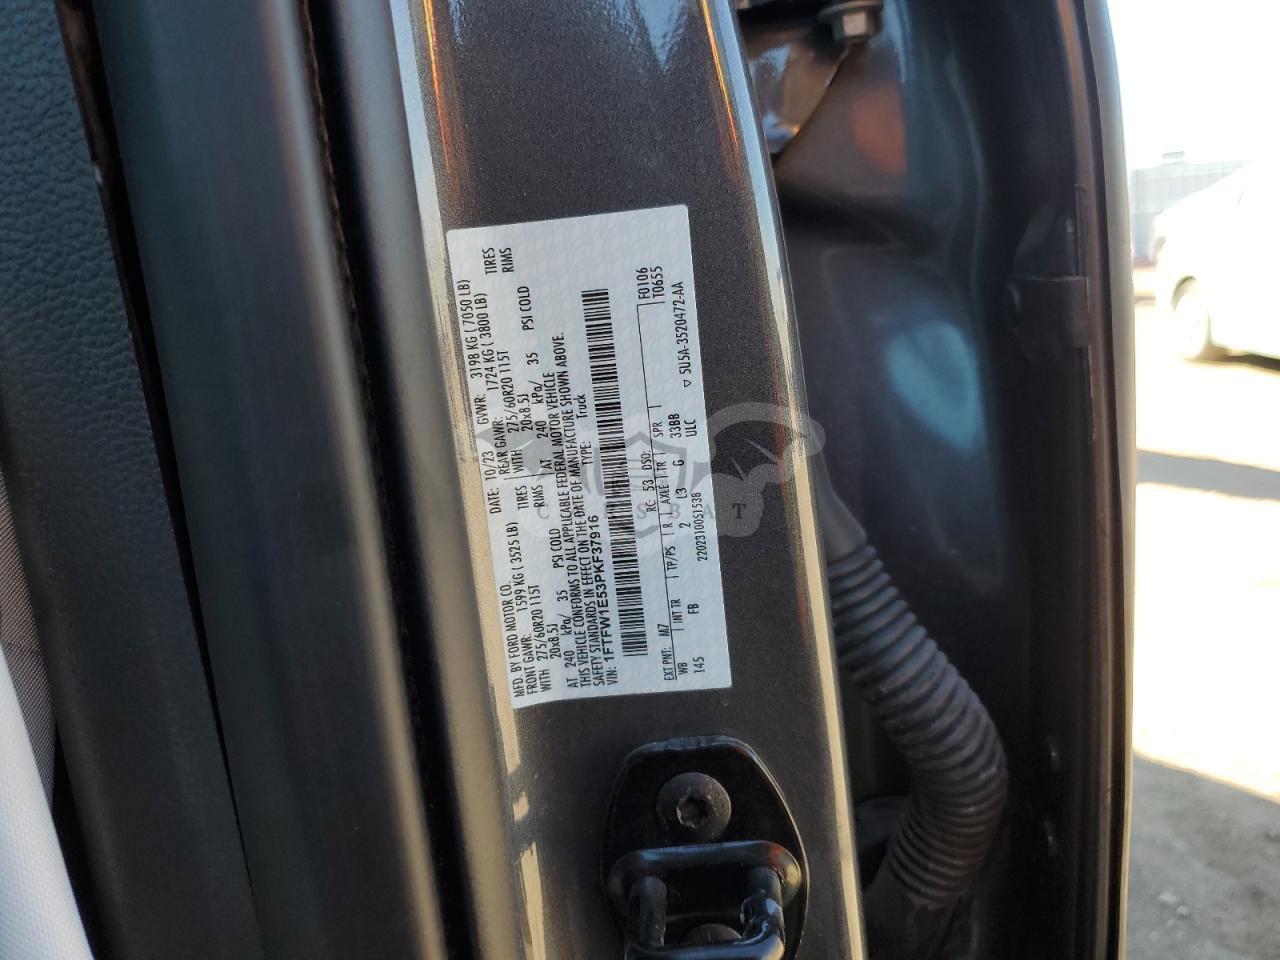 MFD. BY FORD MOTOR CO.
DATE: 10/23 GVWR: 3198 KG ( 7050 LB)
FRONT GAWR: 1599 KG ( 3525 LB) REAR GAWR: 1724 KG ( 3800 LB)
WITH 275/60R20 115T TIRES WITH 275/60R20 115T TIRES
20x8.5J RIMS 20x8.5J RIMS
AT 240 kPa/ 35 PSI COLD AT 240 kPa/ 35 PSI COLD
THIS VEHICLE CONFORMS TO ALL APPLICABLE FEDERAL MOTOR VEHICLE
SAFETY STANDARDS IN EFFECT ON THE DATE OF MANUFACTURE SHOWN ABOVE.
VIN: 1FTFW1E53PKF37916 TYPE: Truck
F0106
T0655
EXT PNT: M7 RC: 53 DSO:
WB INT TR TP/PS R AXLE TR SPR
145 FB 2 L3 G 33BB
ULC ▽ 5U5A-3520472-AA
2202310051538
CARSBAT